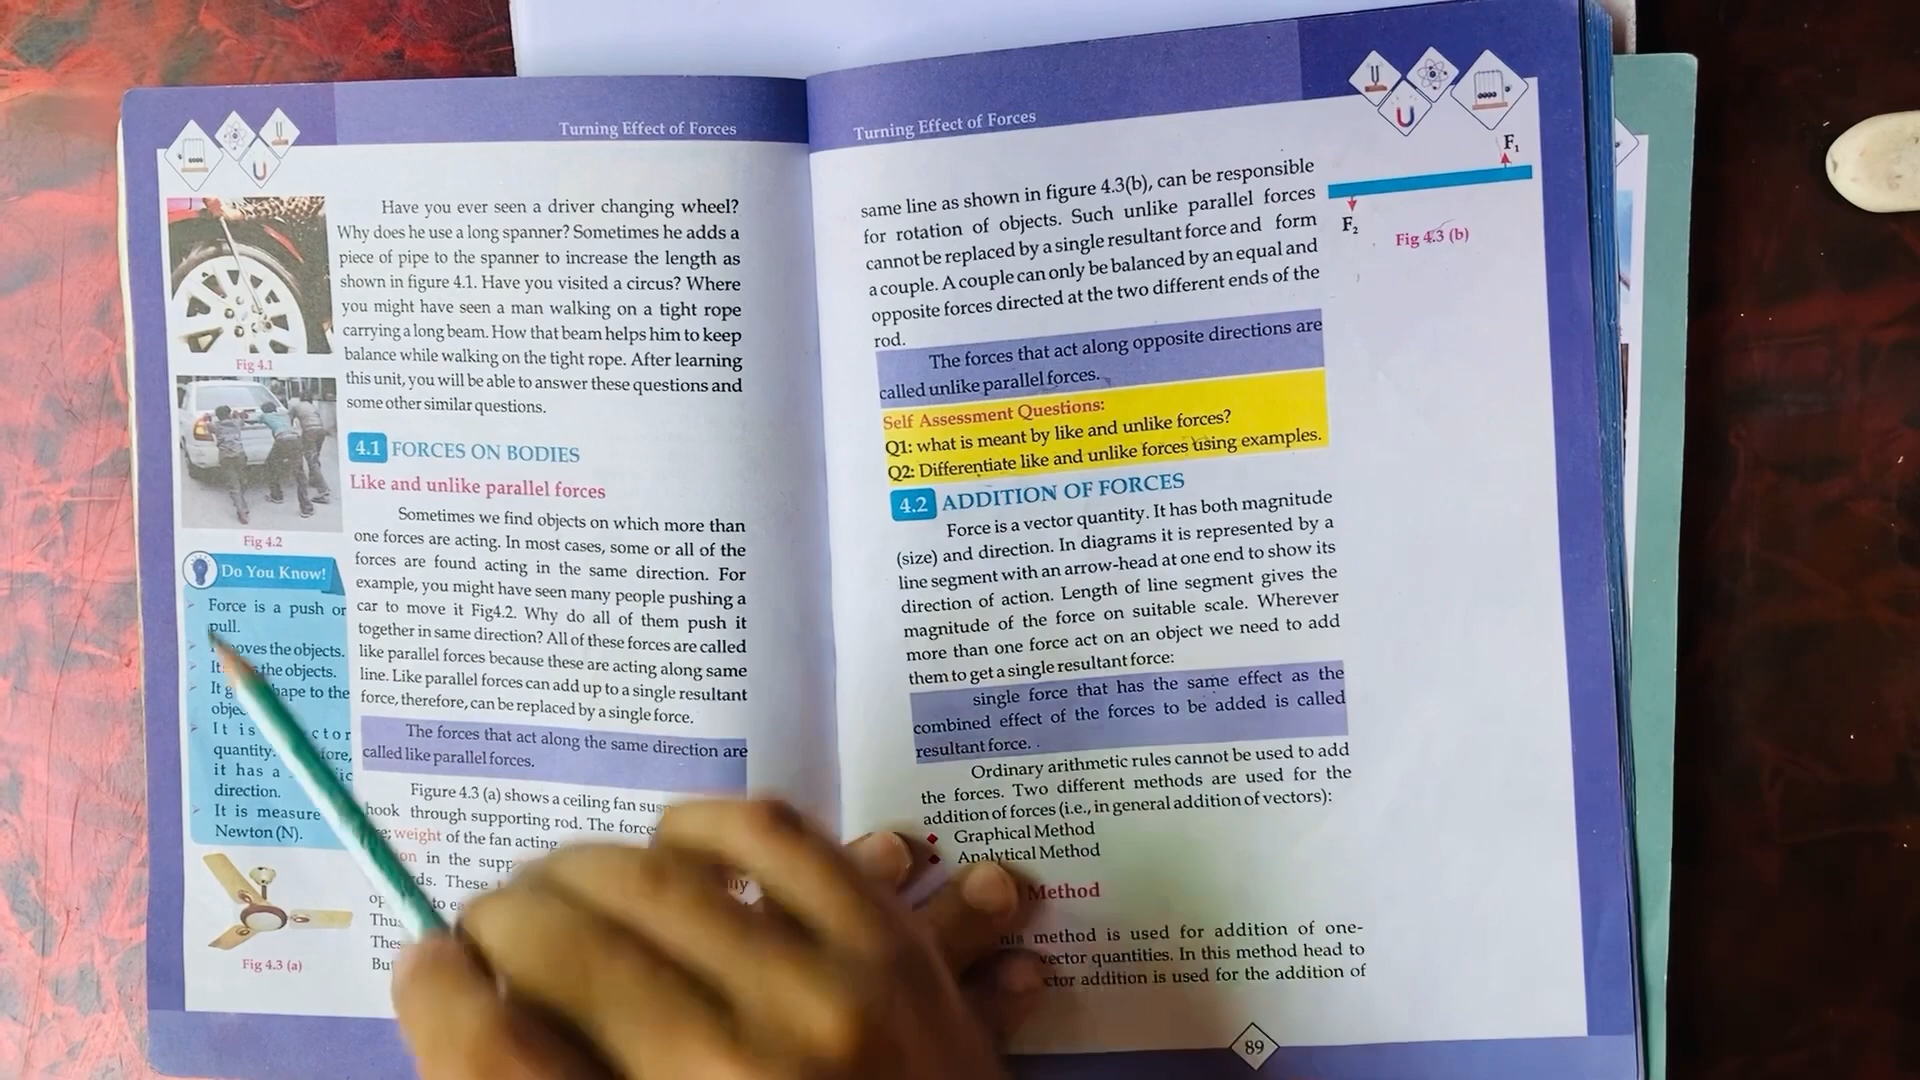 Turning Effect of Forces
Have you ever seen a driver changing wheel?
Why does he use a long spanner? Sometimes he adds a
piece of pipe to the spanner to increase the length as
shown in figure 4.1. Have you visited a circus? Where
you might have seen a man walking on a tight rope
carrying a long beam. How that beam helps him to keep
balance while walking on the tight rope. After learning
this unit, you will be able to answer these questions and
some other similar questions.
Fig 4.1
4.1 FORCES ON BODIES
Like and unlike parallel forces
Sometimes we find objects on which more than
one forces are acting. In most cases, some or all of the
forces are found acting in the same direction. For
example, you might have seen many people pushing a
car to move it Fig4.2. Why do all of them push it
together in same direction? All of these forces are called
like parallel forces because these are acting along same
line. Like parallel forces can add up to a single resultant
force, therefore, can be replaced by a single force.
The forces that act along the same direction are
called like parallel forces.
Figure 4.3 (a) shows a ceiling fan
hook through supporting rod. The
weight of the fan acting
in the
These
to
But
Fig 4.2
Do You Know!
Force is a push or
pull.
the objects.
It the objects.
It to the
It is
quantity.
it has a
direction.
It is
Newton (N).
Fig 4.3 (a)
Turning Effect of Forces
same line as shown in figure 4.3(b), can be responsible
for rotation of objects. Such unlike parallel forces
cannot be replaced by a single resultant force and form
a couple. A couple can only be balanced by an equal and
opposite forces directed at the two different ends of the
rod.
F1
F2
Fig 4.3 (b)
The forces that act along opposite directions are
called unlike parallel forces.
Self Assessment Questions:
Q1: what is meant by like and unlike forces?
Q2: Differentiate like and unlike forces using examples.
4.2 ADDITION OF FORCES
Force is a vector quantity. It has both magnitude
(size) and direction. In diagrams it is represented by a
line segment with an arrow-head at one end to show its
direction of action. Length of line segment gives the
magnitude of the force on suitable scale. Wherever
more than one force act on an object we need to add
them to get a single resultant force:
single force that has the same effect as the
combined effect of the forces to be added is called
resultant force. .
Ordinary arithmetic rules cannot be used to add
the forces. Two different methods are used for the
addition of forces (i.e., in general addition of vectors):
Graphical Method
Analytical Method
Method
method is used for addition of one-
vector quantities. In this method head to
addition is used for the addition of
89